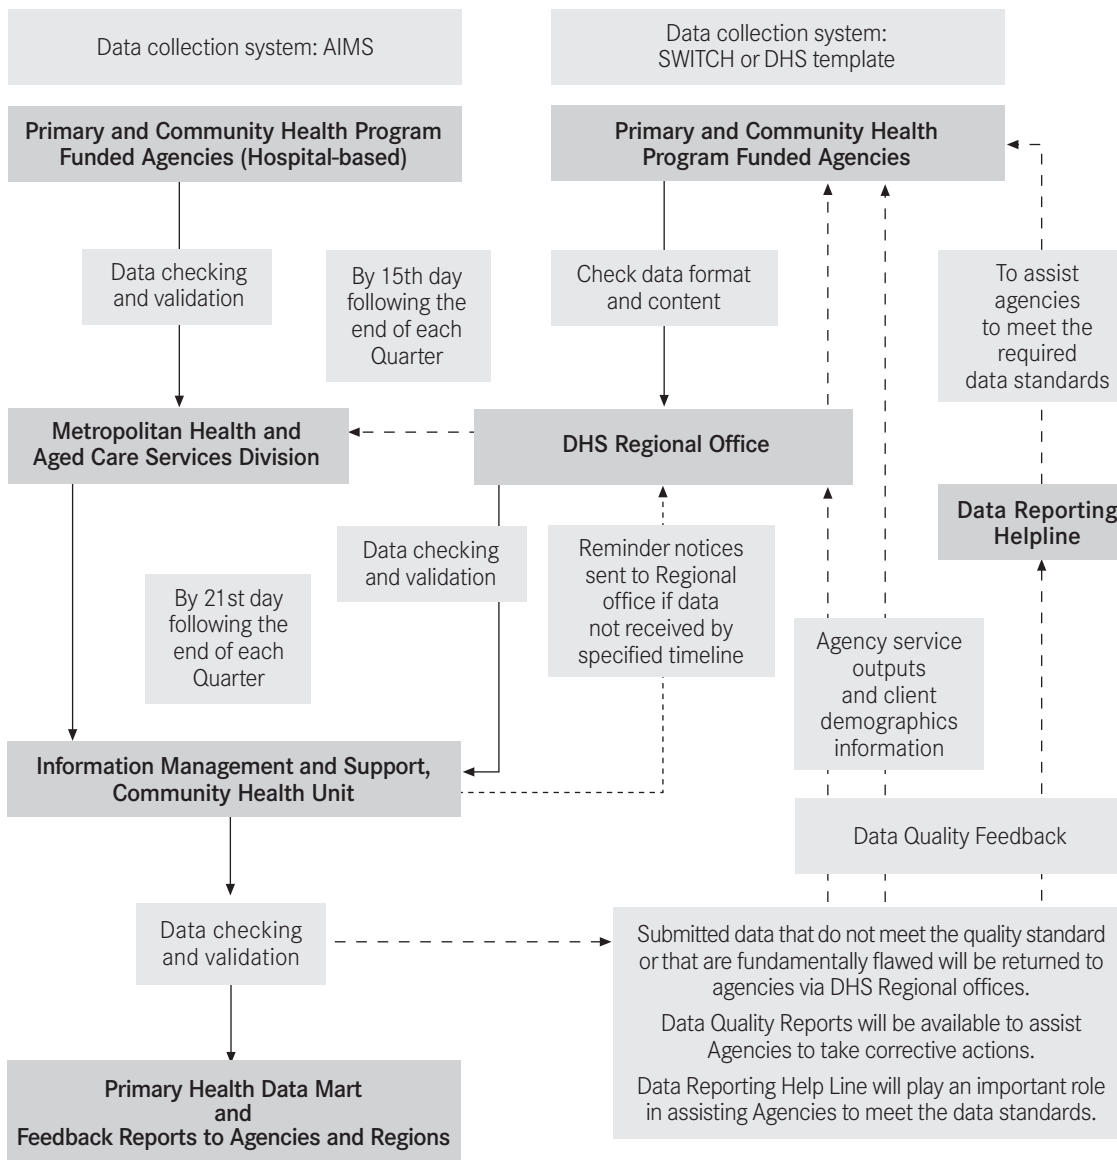 Data collection system: AIMS
Data collection system:
SWITCH or DHS template
Primary and Community Health Program
Funded Agencies (Hospital-based)
Primary and Community Health
Program Funded Agencies
Data checking
and validation
By 15th day
following the
end of each
Quarter
Check data format
and content
To assist
agencies
to meet the
required
data standards
Metropolitan Health and
Aged Care Services Division
DHS Regional Office
Data Reporting
Helpline
Data checking
and validation
Reminder notices
sent to Regional
office if data
not received by
specified timeline
By 21st day
following the
end of each
Quarter
Agency service
outputs
and client
demographics
information
Information Management and Support,
Community Health Unit
Data Quality Feedback
Data checking
and validation
Submitted data that do not meet the quality standard
or that are fundamentally flawed will be returned to
agencies via DHS Regional offices.
Data Quality Reports will be available to assist
Agencies to take corrective actions.
Data Reporting Help Line will play an important role
in assisting Agencies to meet the data standards.
Primary Health Data Mart
and
Feedback Reports to Agencies and Regions